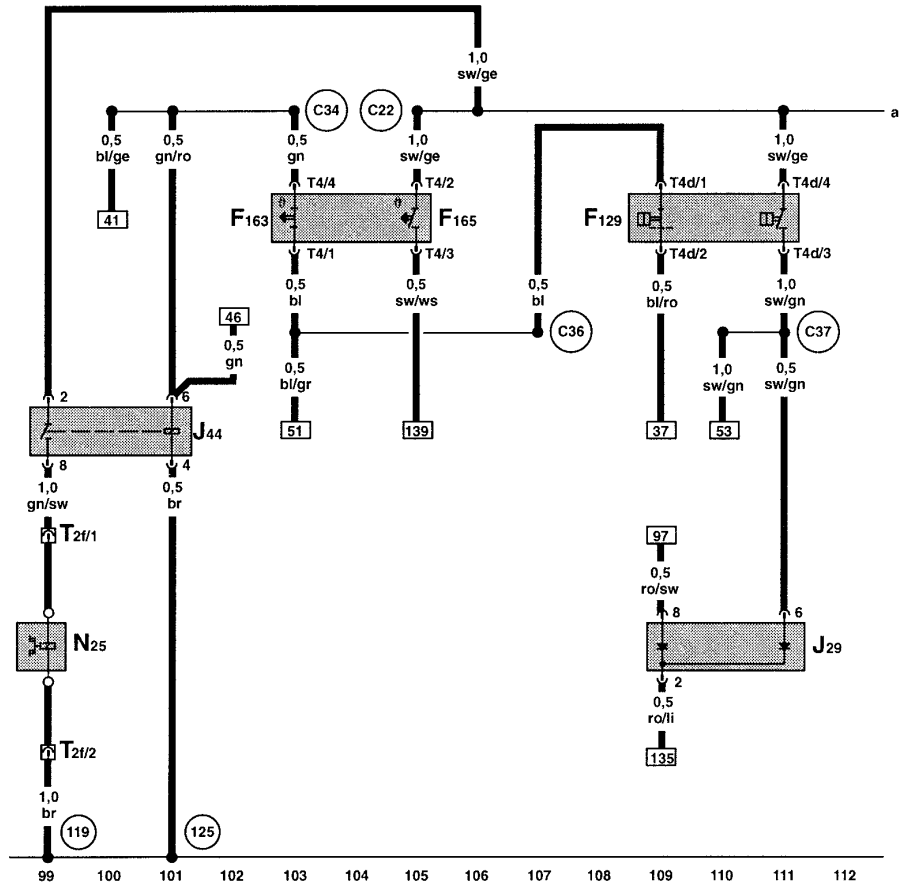 1,0
sw/ge
C34
C22
a
0,5
bl/ge
0,5
gn/ro
0,5
gn
1,0
sw/ge
1,0
sw/ge
T4/4
T4/2
T4d/1
T4d/4
41
ϑ
ϑ
F163
F165
F129
T4/1
T4/3
T4d/2
T4d/3
0,5
bl
0,5
sw/ws
0,5
bl
0,5
bl/ro
1,0
sw/gn
46
0,5
gn
C36
C37
0,5
bl/gr
1,0
sw/gn
0,5
sw/gn
2
6
J44
51
139
37
53
8
4
1,0
gn/sw
0,5
br
T2f/1
97
0,5
ro/sw
8
6
N25
J29
2
0,5
ro/li
T2f/2
135
1,0
br
119
125
99 100 101 102 103 104 105 106 107 108 109 110 111 112